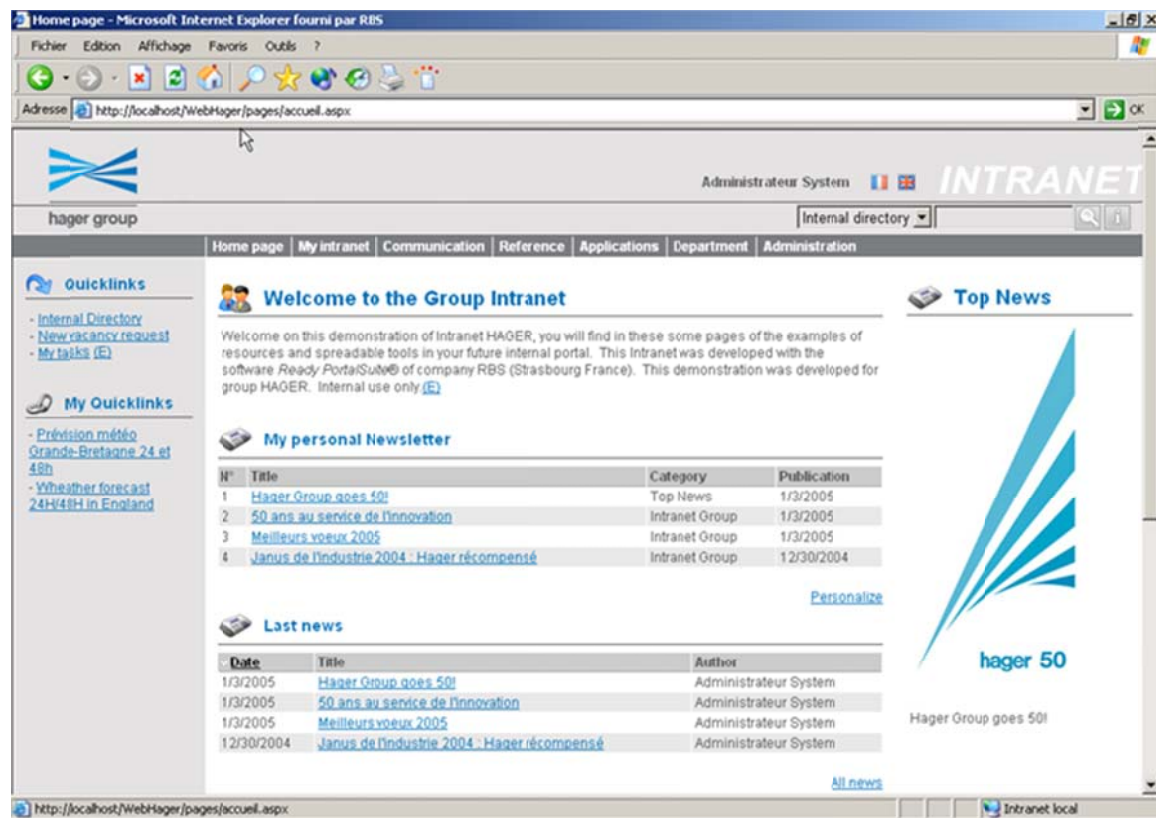 Home page - Microsoft Internet Explorer fourni par RBS
Fichier Edition Affichage Favoris Outils ?
Adresse http://localhost/WebHager/pages/accueil.aspx OK
hager group
Administrateur System
INTRANET
Internal directory
Home page My intranet Communication Reference Applications Department Administration
Quicklinks
- Internal Directory
- New vacancy request
- My tasks (E)
My Quicklinks
- Prévision météo
Grande-Bretagne 24 et
48h
- Wheather forecast
24H/48H in England
Welcome to the Group Intranet
Welcome on this demonstration of Intranet HAGER, you will find in these some pages of the examples of
resources and spreadable tools in your future internal portal. This Intranet was developed with the
software Ready PortalSuite® of company RBS (Strasbourg France). This demonstration was developed for
group HAGER. Internal use only.(E)
My personal Newsletter
N° Title Category Publication
1 Hager Group goes 50! Top News 1/3/2005
2 50 ans au service de l'innovation Intranet Group 1/3/2005
3 Meilleurs voeux 2005 Intranet Group 1/3/2005
4 Janus de l'industrie 2004 : Hager récompensé Intranet Group 12/30/2004
Personalize
Last news
Date Title Author
1/3/2005 Hager Group goes 50! Administrateur System
1/3/2005 50 ans au service de l'innovation Administrateur System
1/3/2005 Meilleurs voeux 2005 Administrateur System
12/30/2004 Janus de l'industrie 2004 : Hager récompensé Administrateur System
All news
Top News
hager 50
Hager Group goes 50!
http://localhost/WebHager/pages/accueil.aspx
Intranet local